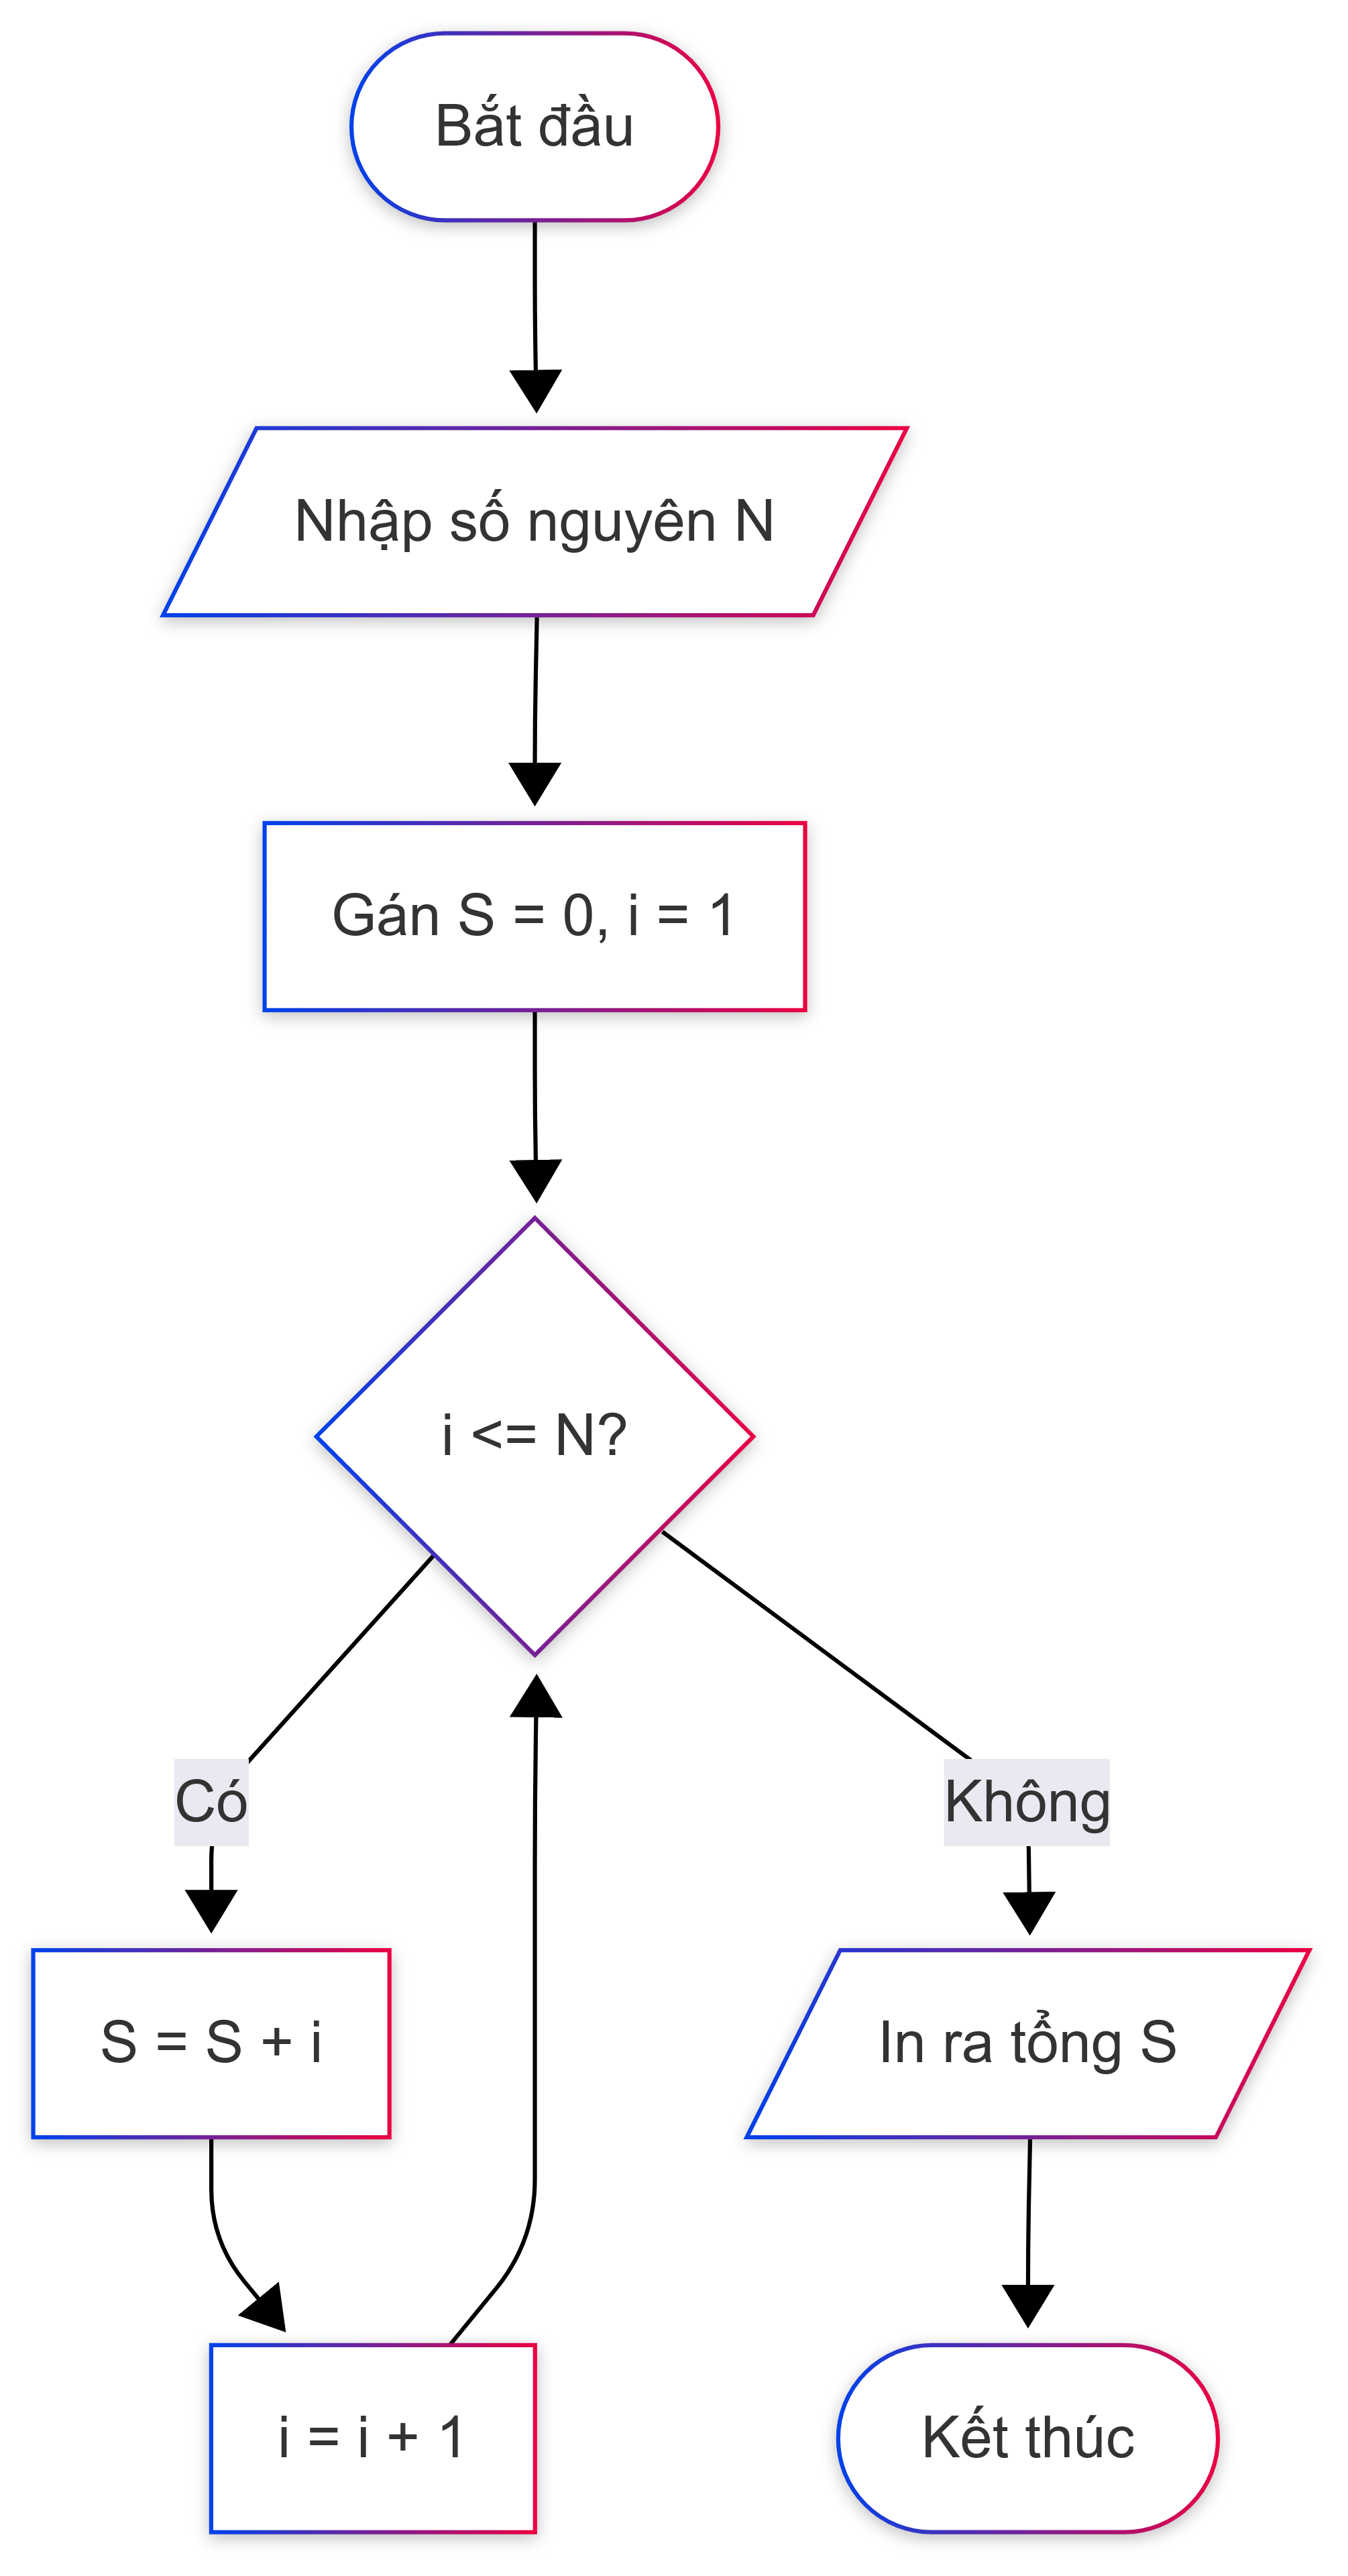 Bắt đầu
Nhập số nguyên N
Gán S = 0, i = 1
i <= N?
Có
Không
S = S + i
In ra tổng S
i = i + 1
Kết thúc